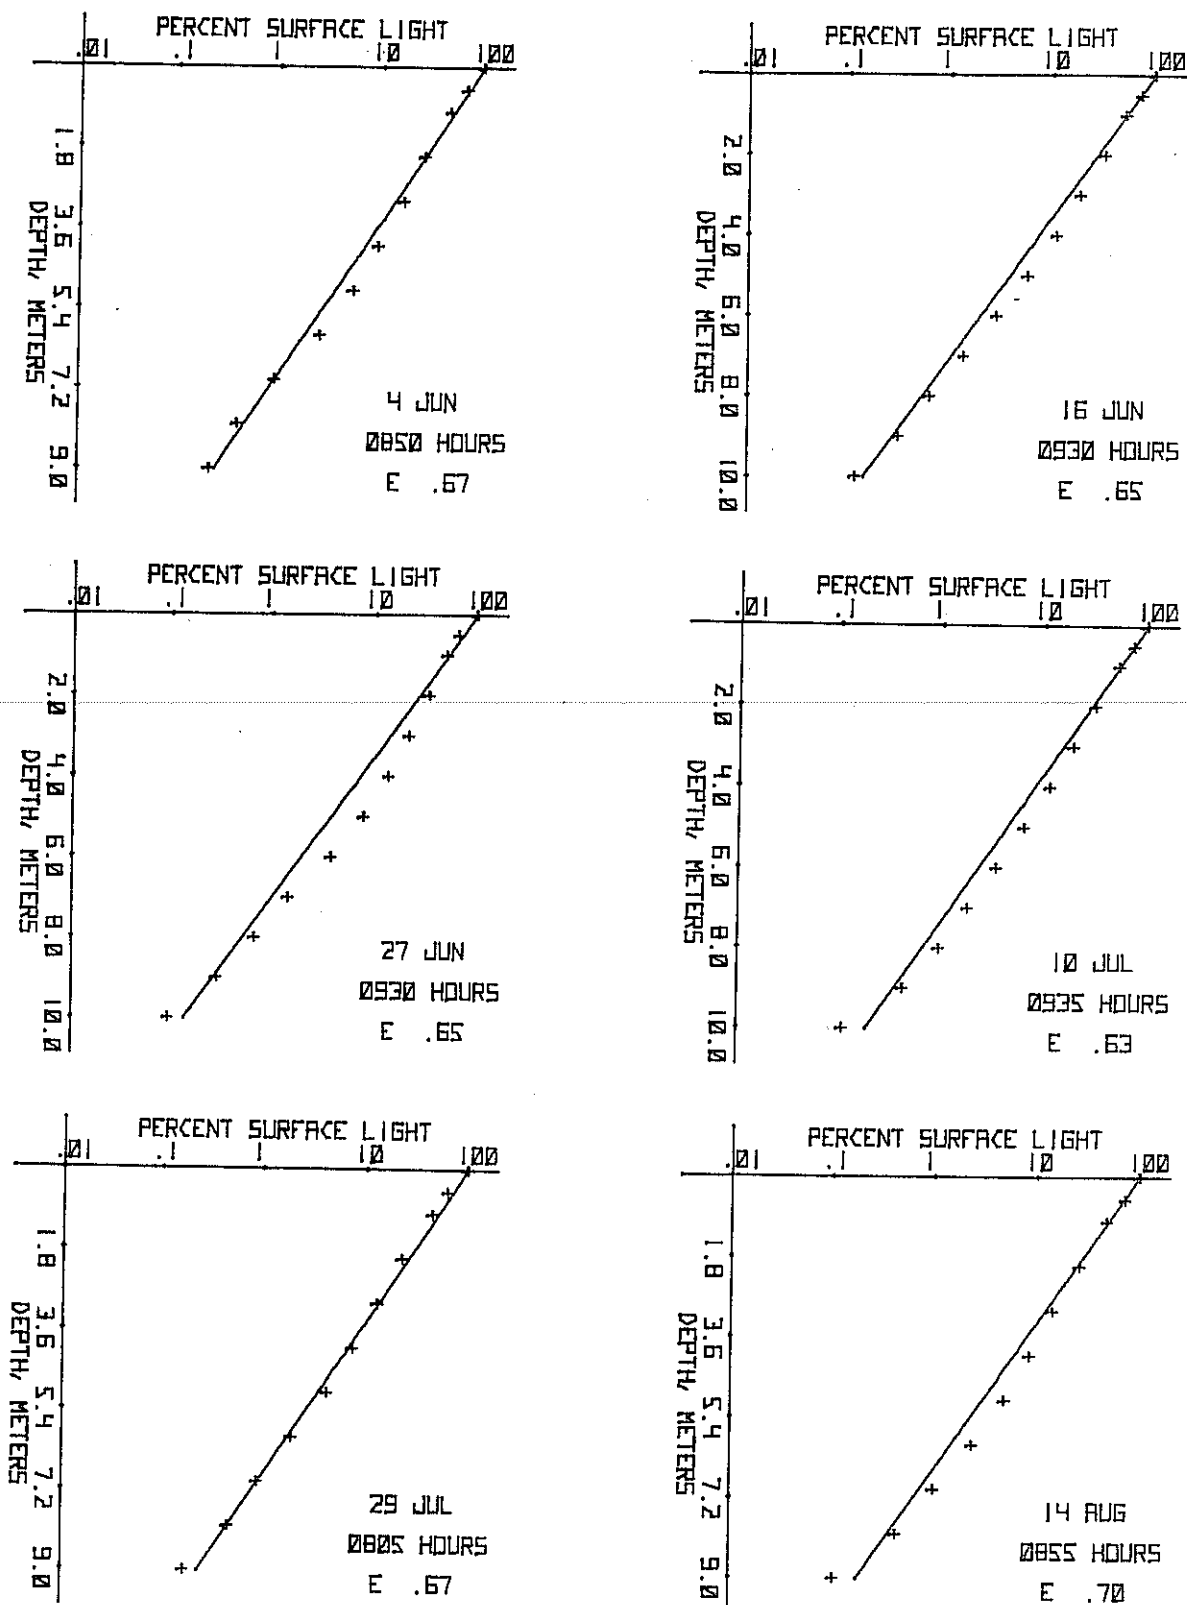 PERCENT SURFACE LIGHT
.01 .1 1 10 100
1.8
3.6
5.4
7.2
9.0
DEPTH, METERS
4 JUN
0850 HOURS
E .67
PERCENT SURFACE LIGHT
.01 .1 1 10 100
2.0
4.0
6.0
8.0
10.0
DEPTH, METERS
16 JUN
0930 HOURS
E .65
PERCENT SURFACE LIGHT
.01 .1 1 10 100
2.0
4.0
6.0
8.0
10.0
DEPTH, METERS
27 JUN
0930 HOURS
E .65
PERCENT SURFACE LIGHT
.01 .1 1 10 100
2.0
4.0
6.0
8.0
10.0
DEPTH, METERS
10 JUL
0935 HOURS
E .63
PERCENT SURFACE LIGHT
.01 .1 1 10 100
1.8
3.6
5.4
7.2
9.0
DEPTH, METERS
29 JUL
0805 HOURS
E .67
PERCENT SURFACE LIGHT
.01 .1 1 10 100
1.8
3.6
5.4
7.2
9.0
DEPTH, METERS
14 AUG
0855 HOURS
E .70